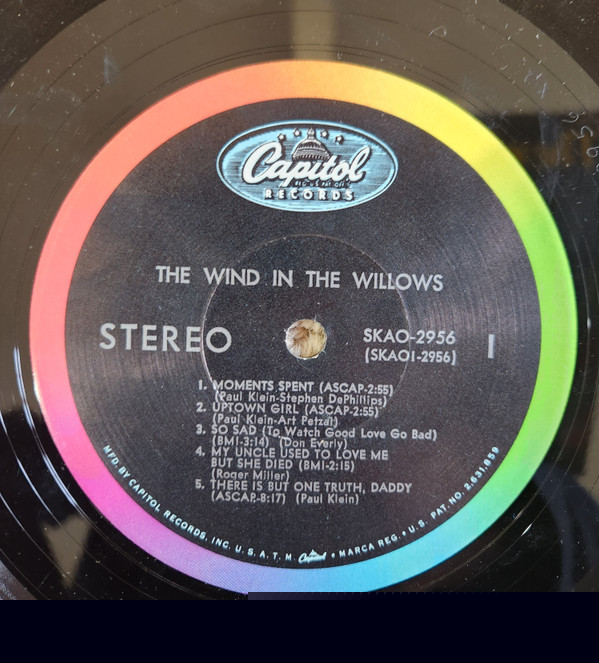 Capitol
REG. U.S. PAT. OFF.
RECORDS
THE WIND IN THE WILLOWS
STEREO
SKAO-2956
(SKAO1-2956)
1
1. MOMENTS SPENT (ASCAP-2:55)
(Paul Klein-Stephen DePhillips)
2. UPTOWN GIRL (ASCAP-2:55)
(Paul Klein-Art Petzal)
3. SO SAD (To Watch Good Love Go Bad)
(BMI-3:14) (Don Everly)
4. MY UNCLE USED TO LOVE ME
BUT SHE DIED (BMI-2:15)
(Roger Miller)
5. THERE IS BUT ONE TRUTH, DADDY
(ASCAP-8:17) (Paul Klein)
MFD. BY CAPITOL RECORDS, INC. U. S. A. T. M. Capitol • MARCA REG. • U. S. PAT. NO. 2,631,859